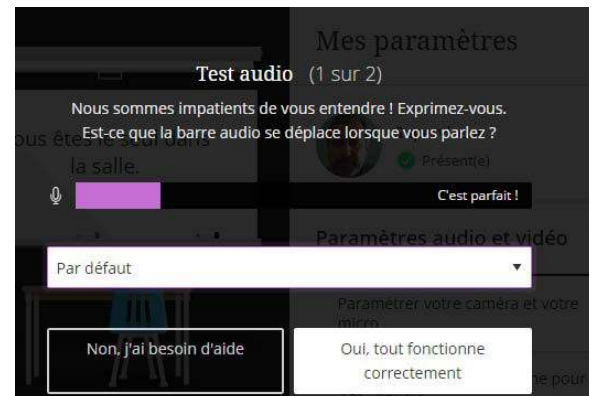 Mes paramètres
Test audio (1 sur 2)
Nous sommes impatients de vous entendre ! Exprimez-vous.
Est-ce que la barre audio se déplace lorsque vous parlez ?
ous êtes le seul dans
la salle.
Présent(e)
C'est parfait !
Paramètres audio et vidéo
Par défaut
Paramétrer votre caméra et votre
micro
Non, j'ai besoin d'aide
Oui, tout fonctionne
correctement
ne pour